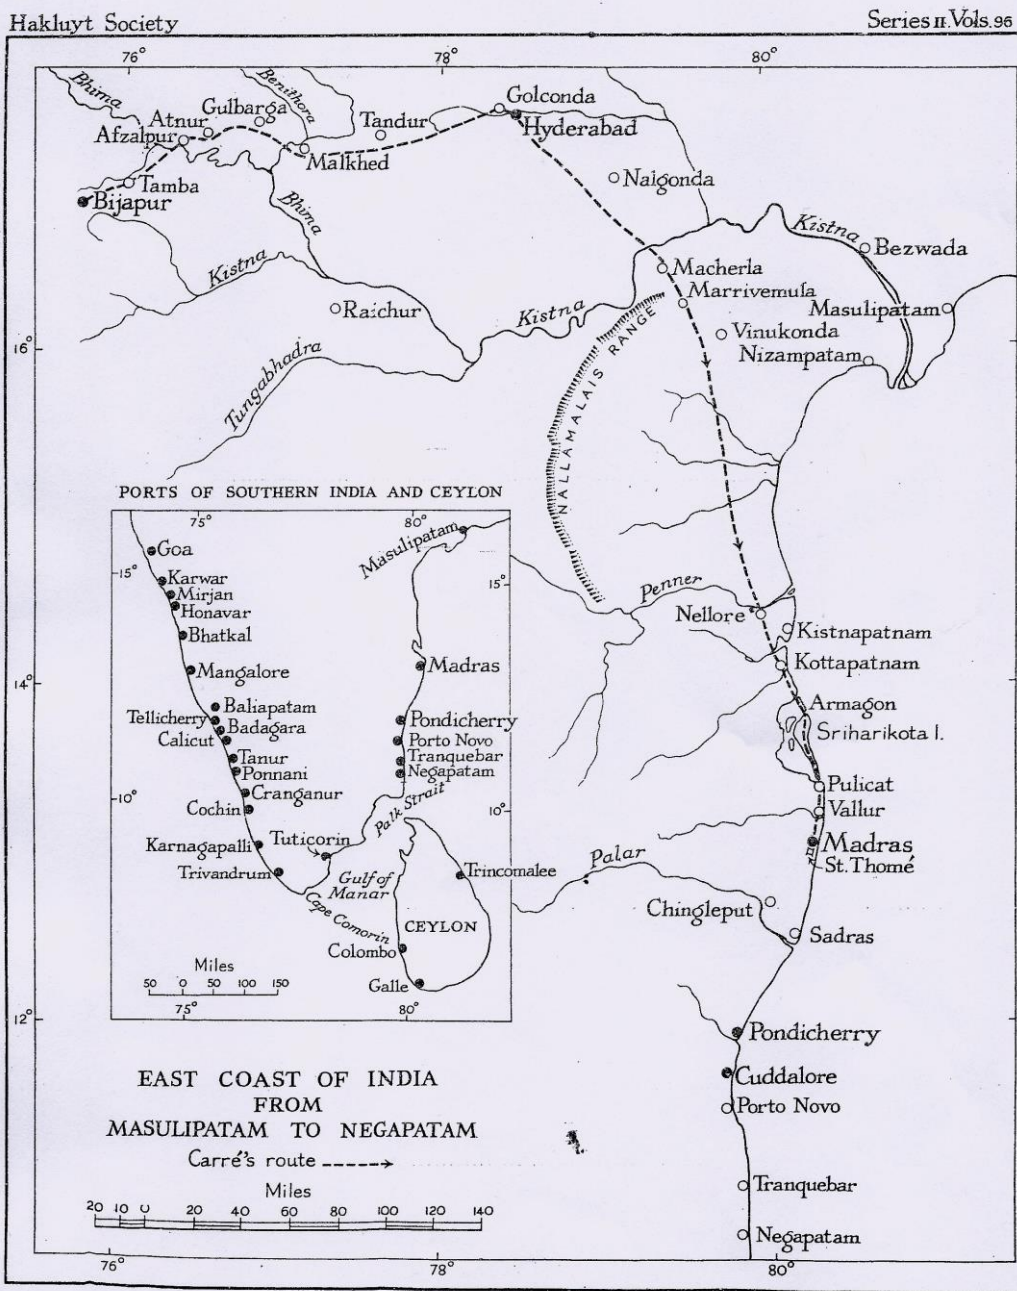 Hakluyt Society
Series II. Vols. 96
76°
78°
80°
Bhima
Benithora
Golconda
Gulbarga
Atnur
Tandur
Afzalpur
Hyderabad
Malkhed
Nalgonda
Tamba
Bijapur
Bhima
Kistna
Bezwada
Kistna
Macherla
Marrivemula
Raichur
Kistna
Masulipatam
Vinukonda
16°
Nizampatam
Tungabhadra
NALLAMALAIS RANGE
PORTS OF SOUTHERN INDIA AND CEYLON
75°
80°
Masulipatam
Goa
15°
15°
Karwar
Mirjan
Honavar
Bhatkal
Madras
Mangalore
Baliapatam
Tellicherry
Pondicherry
Badagara
Calicut
Porto Novo
Tanur
Tranquebar
Ponnani
Negapatam
10°
Cranganur
Palk Strait
10°
Cochin
Karnagapalli
Tuticorin
Trivandrum
Gulf of
Manar
Trincomalee
Cape Comorin
CEYLON
Colombo
Miles
50 0 50 100 150
Galle
75°
80°
Penner
Nellore
Kistnapatnam
Kottapatnam
14°
Armagon
Sriharikota I.
Pulicat
Vallur
Madras
St. Thomé
Palar
Chingleput
Sadras
12°
Pondicherry
Cuddalore
Porto Novo
Tranquebar
Negapatam
EAST COAST OF INDIA
FROM
MASULIPATAM TO NEGAPATAM
Carré's route
Miles
20 10 0 20 40 60 80 100 120 140
76°
78°
80°